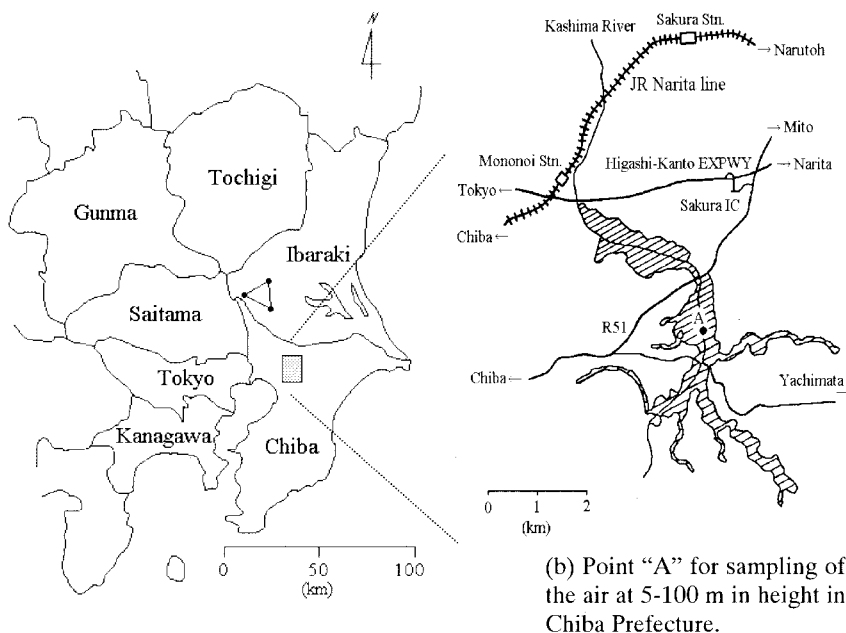 N
Tochigi
Gunma
Ibaraki
Saitama
Tokyo
Kanagawa
Chiba
0 50 100
(km)
Kashima River
Sakura Stn.
→ Narutoh
JR Narita line
→ Mito
Mononoi Stn.
Higashi-Kanto EXPWY
→ Narita
Tokyo ←
Sakura IC
Chiba ←
A
R51
Chiba ←
Yachimata
0 1 2
(km)
(b) Point “A” for sampling of
the air at 5-100 m in height in
Chiba Prefecture.